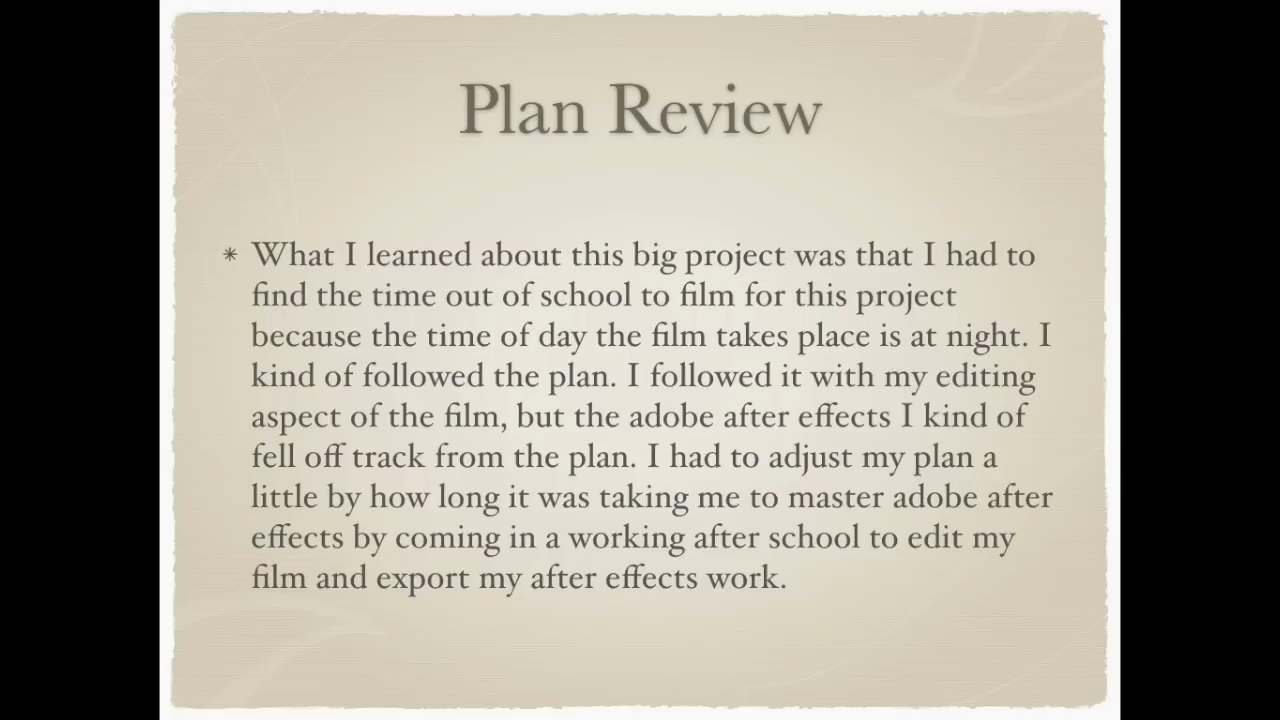 Plan Review
* What I learned about this big project was that I had to
find the time out of school to film for this project
because the time of day the film takes place is at night. I
kind of followed the plan. I followed it with my editing
aspect of the film, but the adobe after effects I kind of
fell off track from the plan. I had to adjust my plan a
little by how long it was taking me to master adobe after
effects by coming in a working after school to edit my
film and export my after effects work.